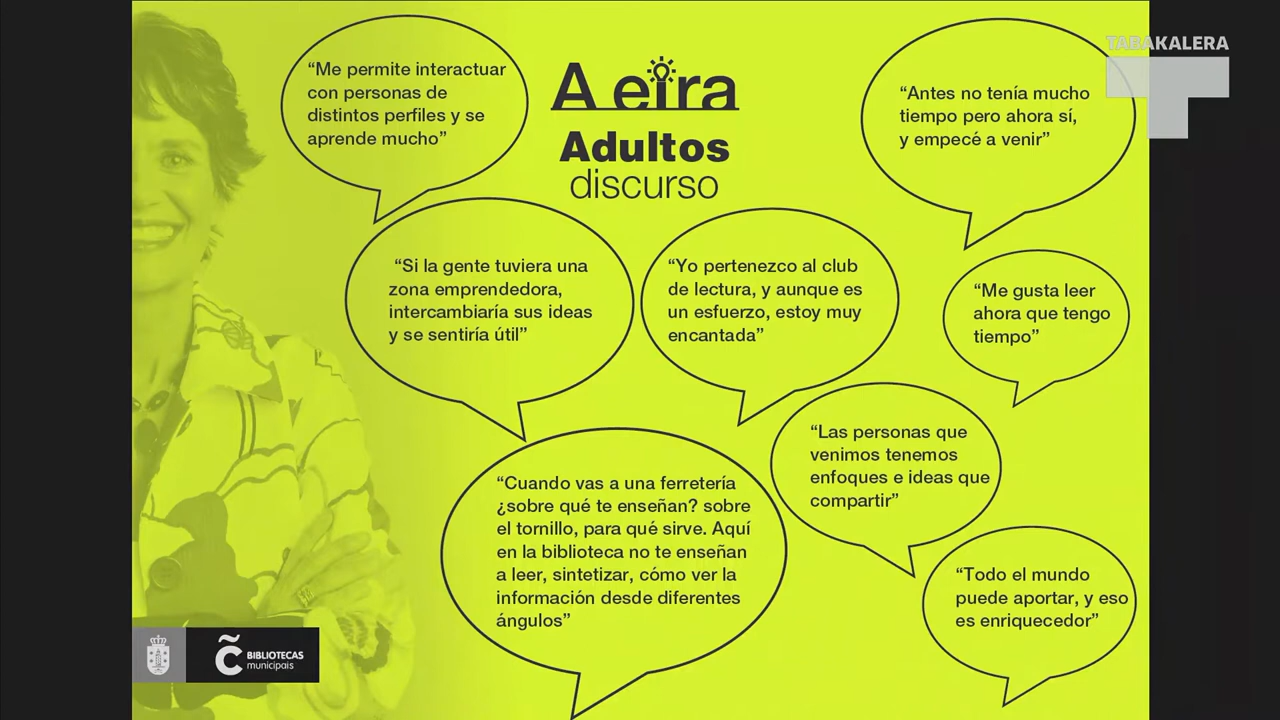 TABAKALERA
A eira
Adultos
discurso
“Me permite interactuar
con personas de
distintos perfiles y se
aprende mucho”
“Antes no tenía mucho
tiempo pero ahora sí,
y empecé a venir”
“Si la gente tuviera una
zona emprendedora,
intercambiaría sus ideas
y se sentiría útil”
“Yo pertenezco al club
de lectura, y aunque es
un esfuerzo, estoy muy
encantada”
“Me gusta leer
ahora que tengo
tiempo”
“Las personas que
venimos tenemos
enfoques e ideas que
compartir”
“Cuando vas a una ferretería
¿sobre qué te enseñan? sobre
el tornillo, para qué sirve. Aquí
en la biblioteca no te enseñan
a leer, sintetizar, cómo ver la
información desde diferentes
ángulos”
“Todo el mundo
puede aportar, y eso
es enriquecedor”
BIBLIOTECAS
municipais